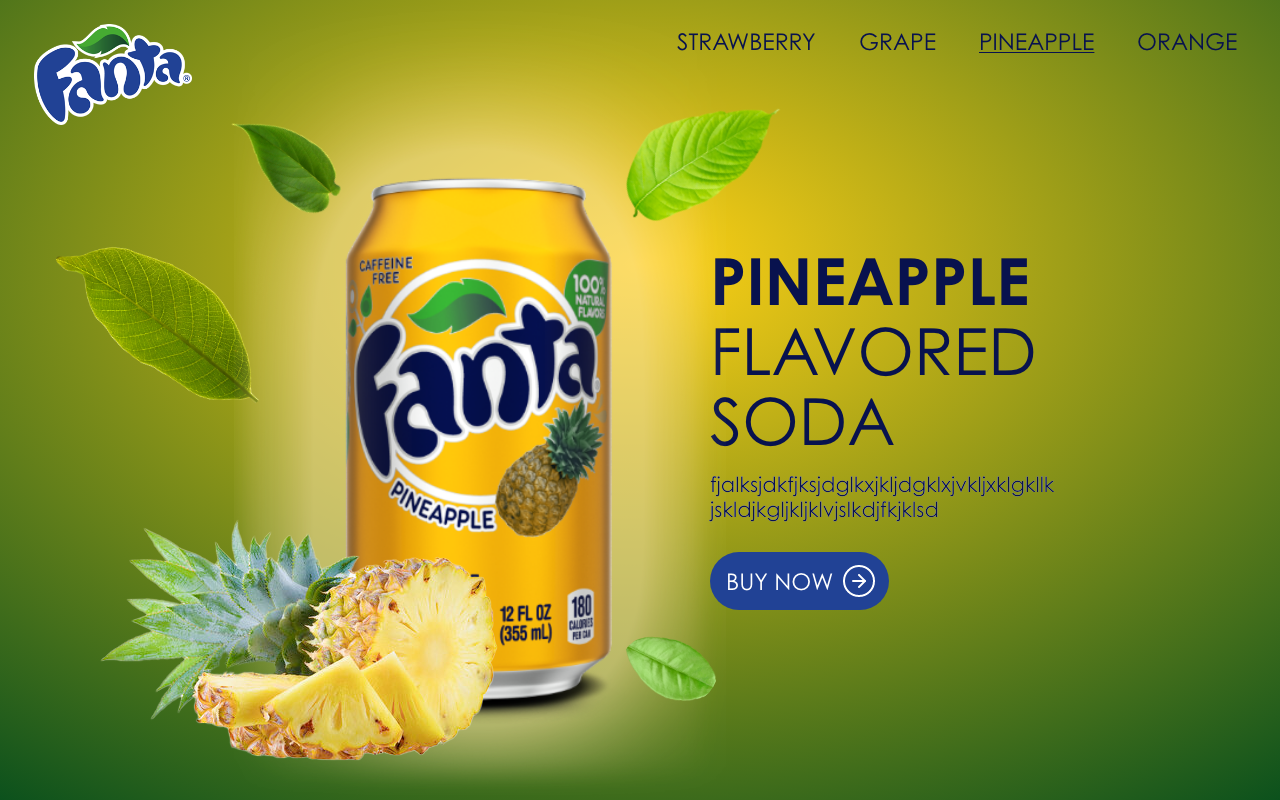 Fanta®
STRAWBERRY GRAPE PINEAPPLE ORANGE
CAFFEINE
FREE
100%
NATURAL
FLAVORS
Fanta
PINEAPPLE
12 FL OZ
(355 mL)
180
CALORIES
PER CAN
PINEAPPLE
FLAVORED
SODA
fjalksjdkfjksjdglkxjkljdgklxjvkljxklgkllk
jskldjkgljkljklvjslkdjfkjklsd
BUY NOW